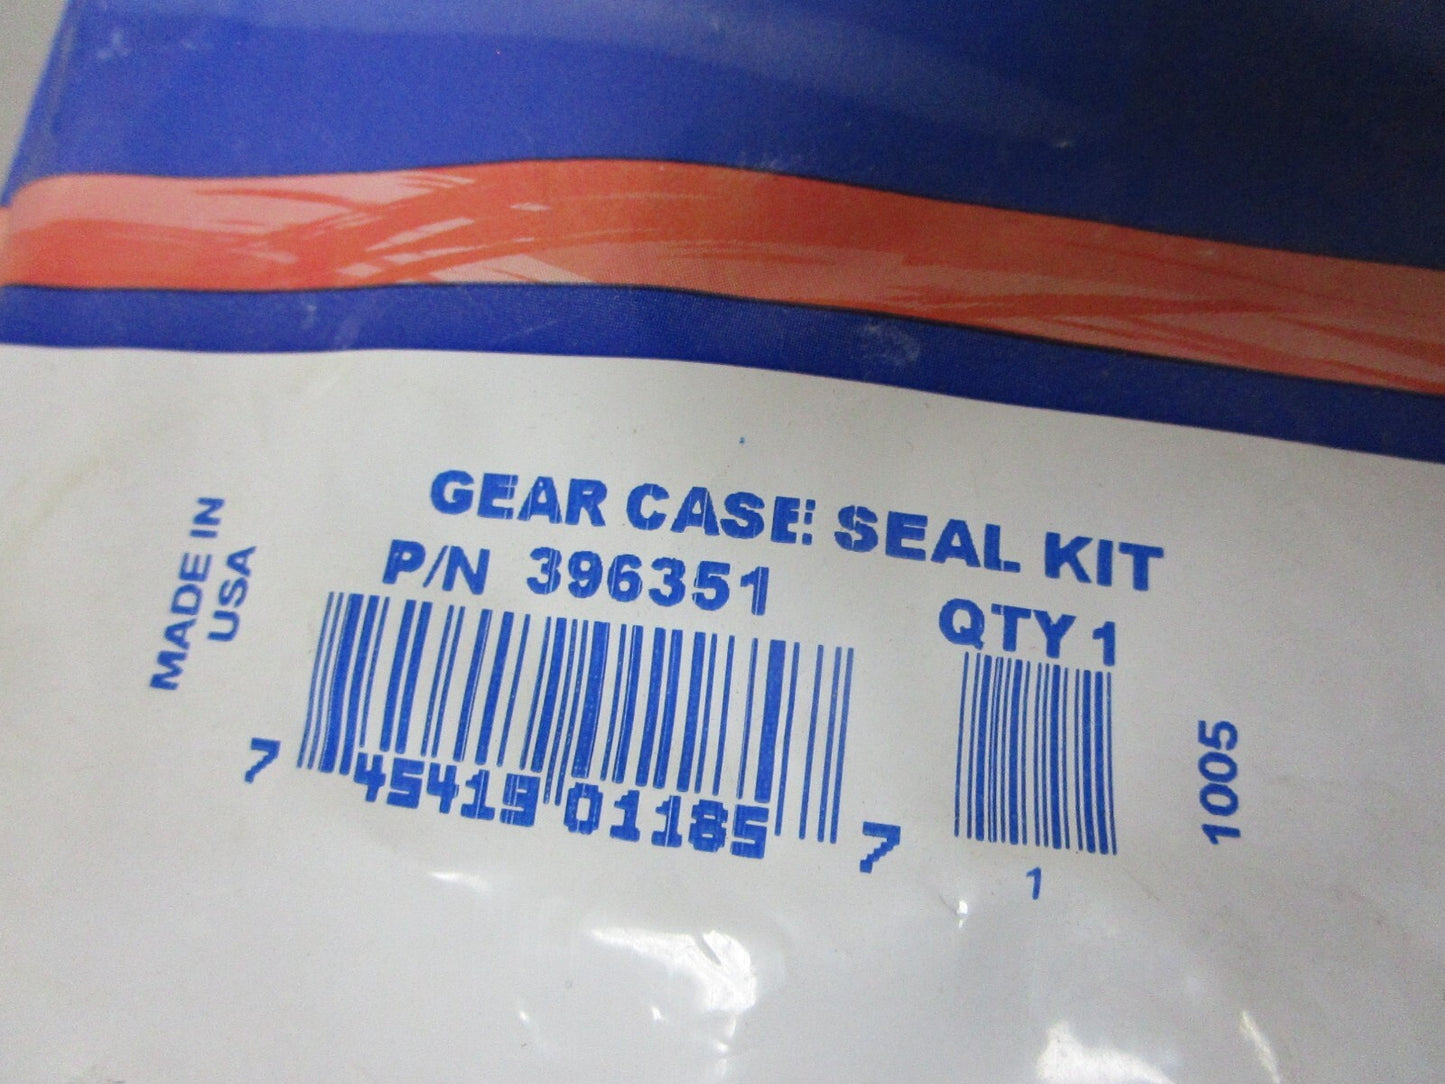 GEAR CASE SEAL KIT
P/N 396351
QTY 1
MADE IN
USA
7 45419 01185 7
1
1005